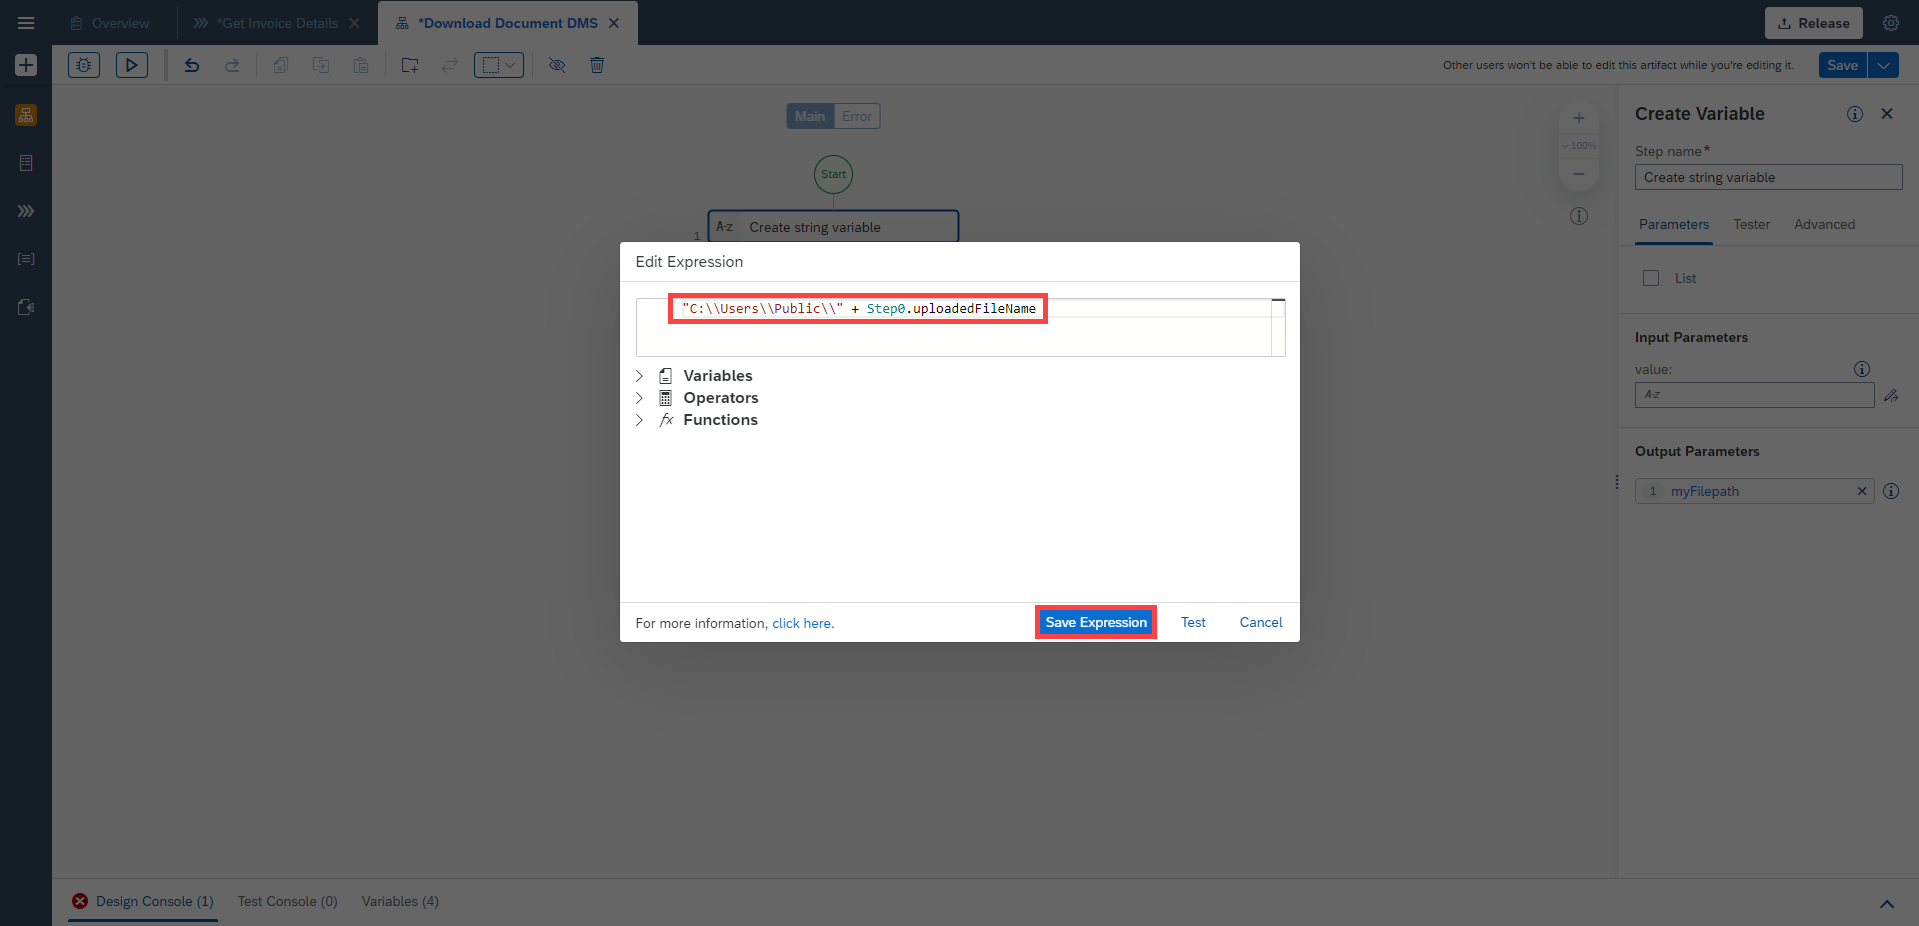 Overview
*Get Invoice Details
*Download Document DMS
Release
Other users won't be able to edit this artifact while you're editing it.
Save
Main
Error
Start
1
A-z
Create string variable
100%
Create Variable
Step name*
Create string variable
Parameters
Tester
Advanced
List
Input Parameters
value:
A-z
Output Parameters
1 myFilepath
Edit Expression
"C:\\Users\\Public\\" + Step0.uploadedFileName
Variables
Operators
fx Functions
For more information, click here.
Save Expression
Test
Cancel
Design Console (1)
Test Console (0)
Variables (4)